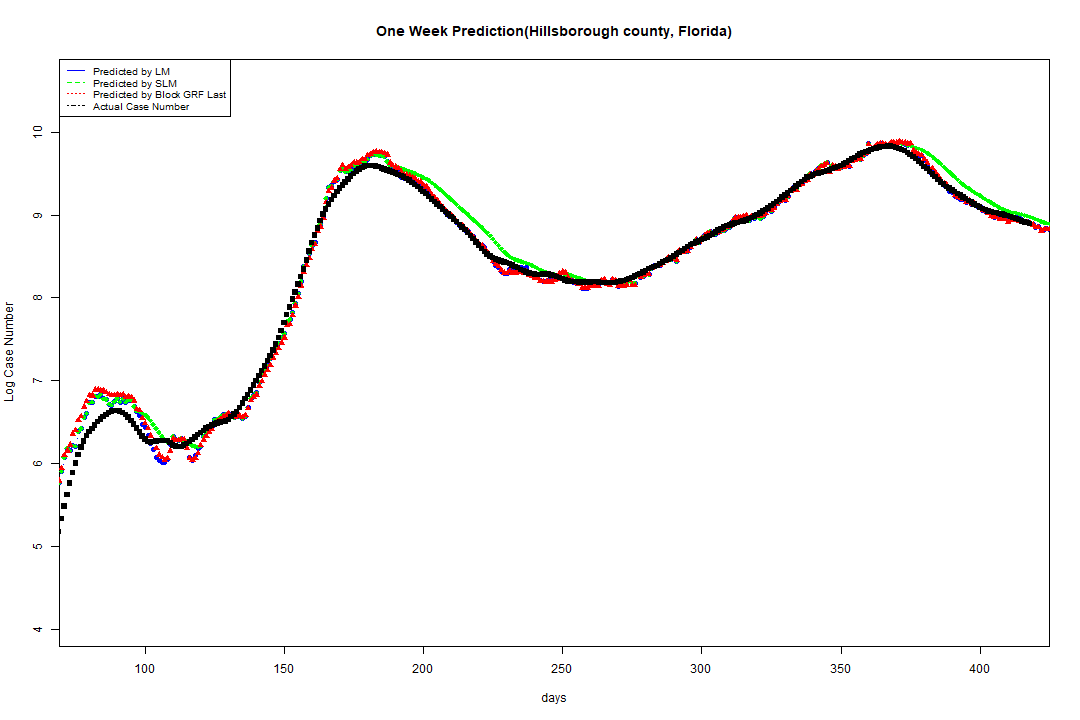 One Week Prediction(Hillsborough county, Florida)
Predicted by LM
Predicted by SLM
Predicted by Block GRF Last
Actual Case Number
Log Case Number
10
9
8
7
6
5
4
100 150 200 250 300 350 400
days